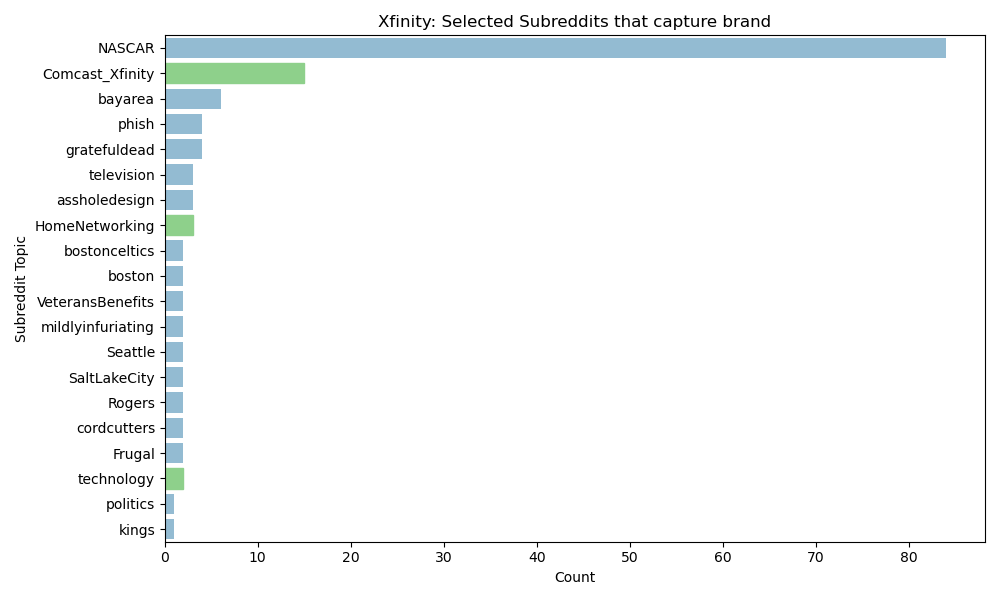 Xfinity: Selected Subreddits that capture brand
Subreddit Topic
NASCAR
Comcast_Xfinity
bayarea
phish
gratefuldead
television
assholedesign
HomeNetworking
bostonceltics
boston
VeteransBenefits
mildlyinfuriating
Seattle
SaltLakeCity
Rogers
cordcutters
Frugal
technology
politics
kings
0 10 20 30 40 50 60 70 80
Count